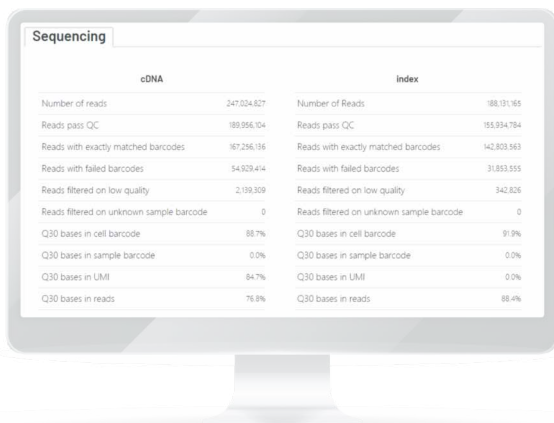 Sequencing
cDNA
Number of reads 247,024,827
Reads pass QC 189,956,104
Reads with exactly matched barcodes 167,256,136
Reads with failed barcodes 54,929,414
Reads filtered on low quality 2,139,309
Reads filtered on unknown sample barcode 0
Q30 bases in cell barcode 88.7%
Q30 bases in sample barcode 0.0%
Q30 bases in UMI 84.7%
Q30 bases in reads 76.8%
index
Number of Reads 188,131,165
Reads pass QC 155,934,784
Reads with exactly matched barcodes 142,803,563
Reads with failed barcodes 31,853,555
Reads filtered on low quality 342,826
Reads filtered on unknown sample barcode 0
Q30 bases in cell barcode 91.9%
Q30 bases in sample barcode 0.0%
Q30 bases in UMI 0.0%
Q30 bases in reads 88.4%